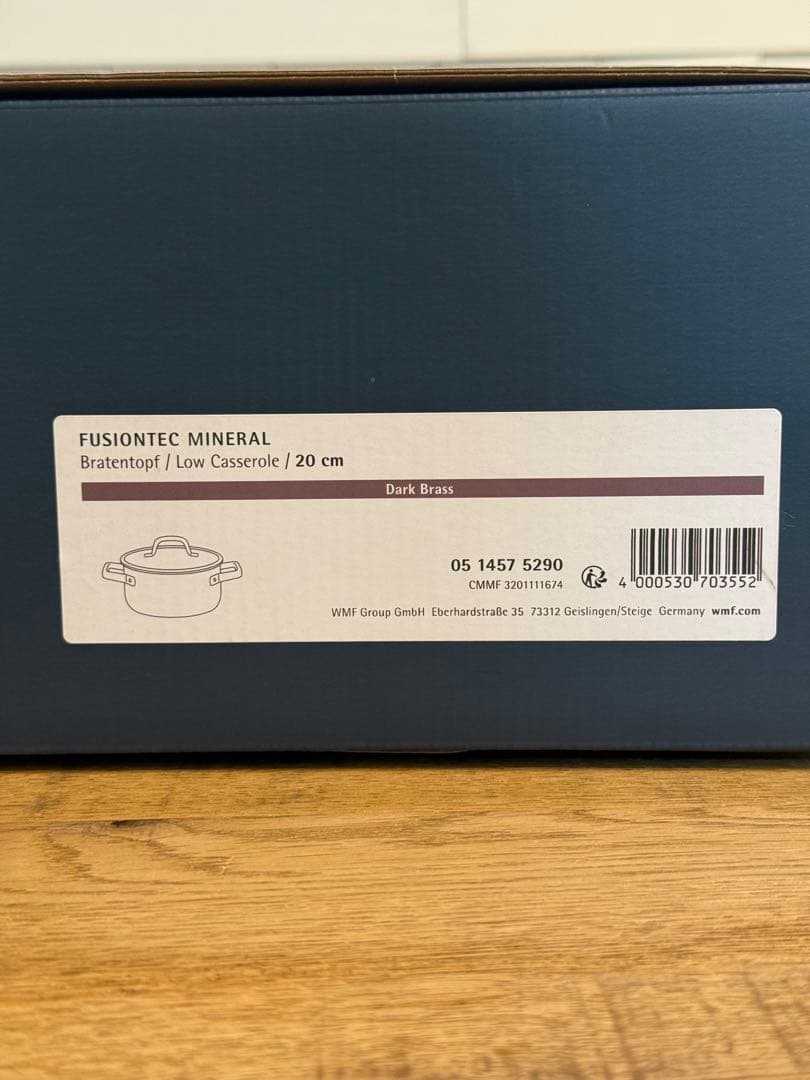 FUSIONTEC MINERAL
Bratentopf / Low Casserole / 20 cm
Dark Brass
05 1457 5290
CMMF 3201111674
4 000530 703552
WMF Group GmbH Eberhardstraße 35 73312 Geislingen/Steige Germany wmf.com